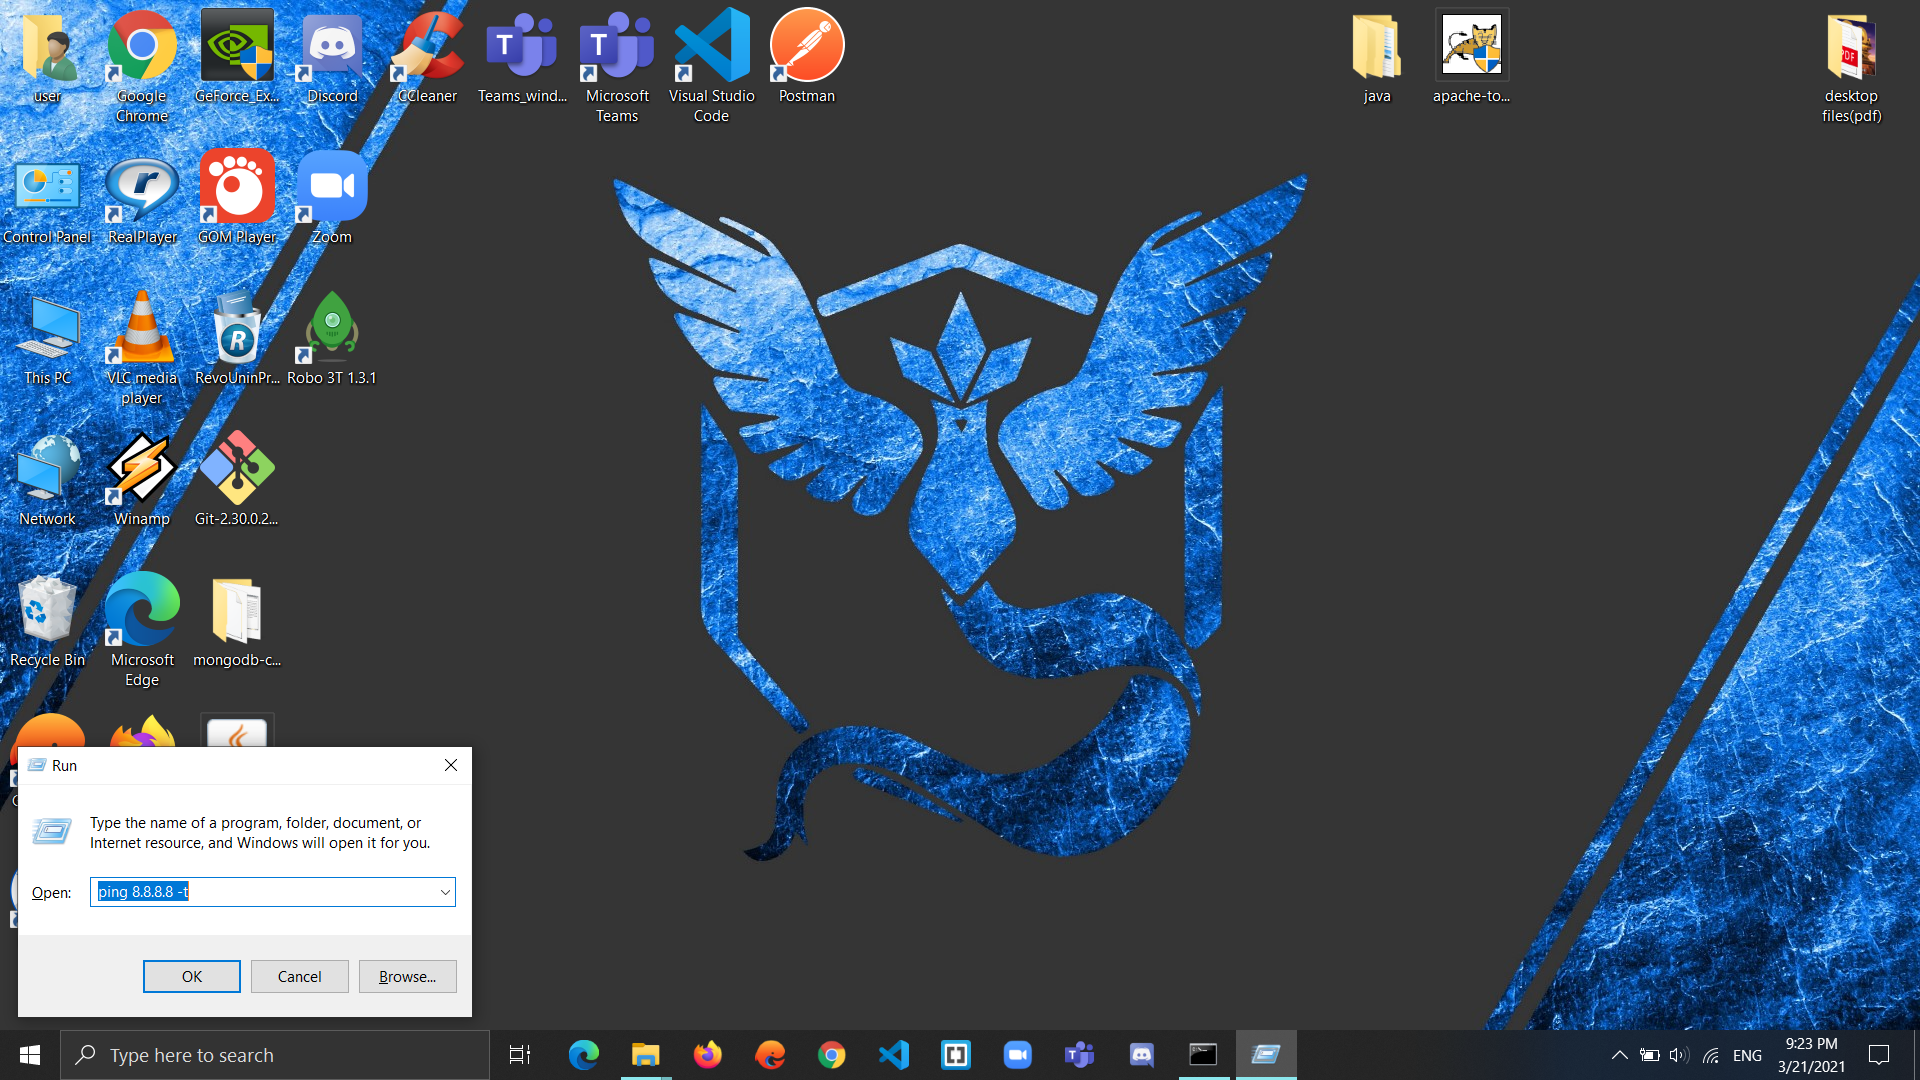 user
Google
Chrome
GeForce_Ex...
Discord
CCleaner
Teams_wind...
Microsoft
Teams
Visual Studio
Code
Postman
java
apache-to...
desktop
files(pdf)
Control Panel
RealPlayer
GOM Player
Zoom
This PC
VLC media
player
RevoUninPr...
Robo 3T 1.3.1
Network
Winamp
Git-2.30.0.2...
Recycle Bin
Microsoft
Edge
mongodb-c...
Run
Type the name of a program, folder, document, or
Internet resource, and Windows will open it for you.
Open:
ping 8.8.8.8 -t
OK
Cancel
Browse...
Type here to search
ENG
9:23 PM
3/21/2021